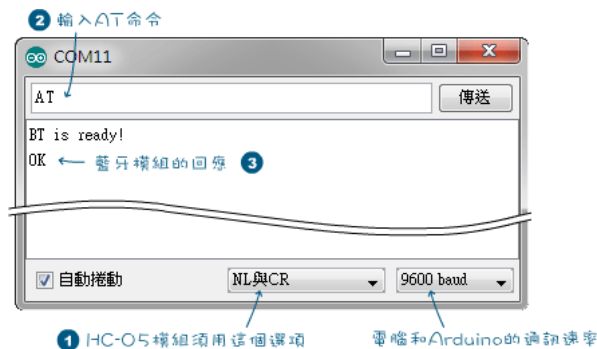 2 輸入AT命令
COM11
AT
傳送
BT is ready!
OK
藍牙模組的回應 3
自動捲動
NL與CR
9600 baud
1 HC-05模組須用這個選項
電腦和Arduino的通訊速率